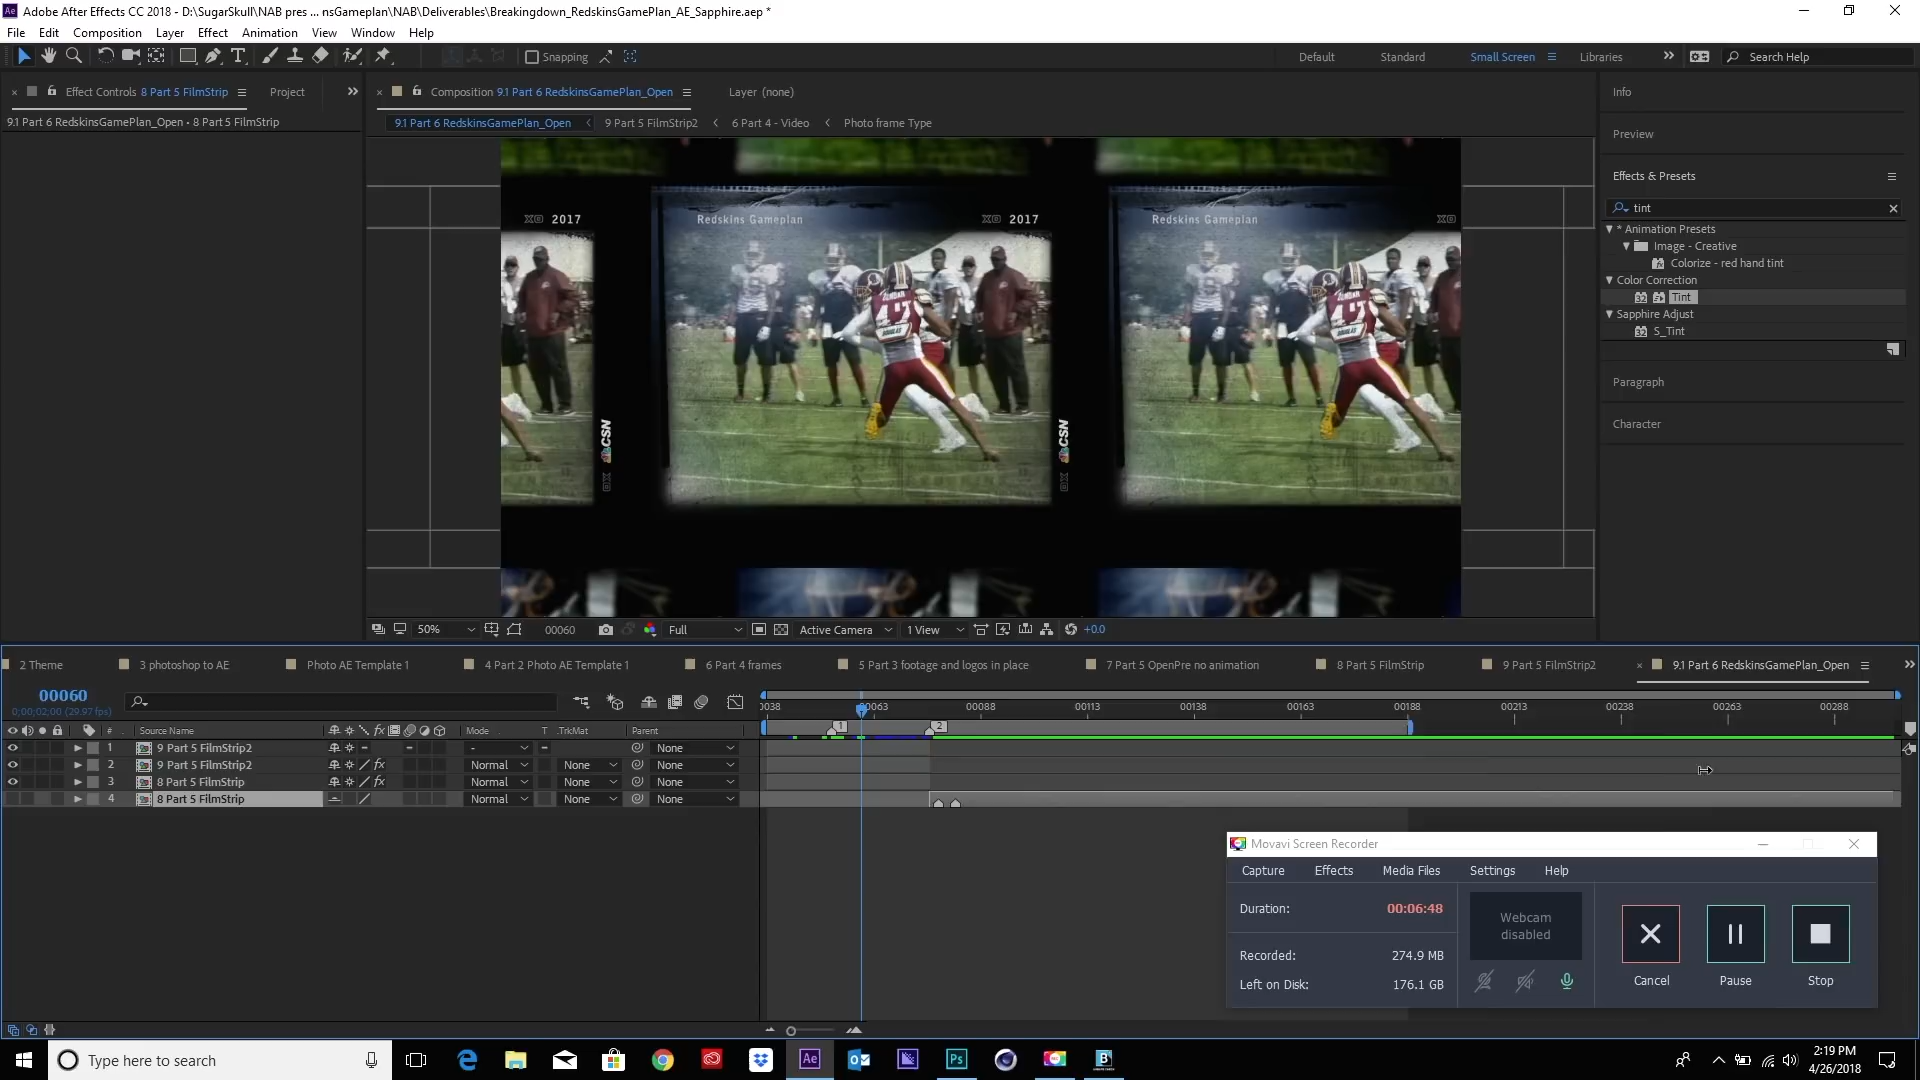 Adobe After Effects CC 2018 - D:\SugarSkull\NAB pres ... nsGameplan\NAB\Deliverables\Breakingdown_RedskinsGamePlan_AE_Sapphire.aep *
File Edit Composition Layer Effect Animation View Window Help
Snapping Default Standard Small Screen Libraries Search Help
Effect Controls 8 Part 5 FilmStrip Project Composition 9.1 Part 6 RedskinsGamePlan_Open Layer (none) Info
9.1 Part 6 RedskinsGamePlan_Open • 8 Part 5 FilmStrip 9.1 Part 6 RedskinsGamePlan_Open 9 Part 5 FilmStrip2 6 Part 4 - Video Photo frame Type
Preview
Effects & Presets
tint
* Animation Presets
Image - Creative
Colorize - red hand tint
Color Correction
Tint
Sapphire Adjust
S_Tint
Paragraph
Character
XO 2017 Redskins Gameplan XO 2017 Redskins Gameplan XO
CSN CSN
50% 00060 Full Active Camera 1 View +0.0
2 Theme 3 photoshop to AE Photo AE Template 1 4 Part 2 Photo AE Template 1 6 Part 4 frames 5 Part 3 footage and logos in place 7 Part 5 OpenPre no animation 8 Part 5 FilmStrip 9 Part 5 FilmStrip2 9.1 Part 6 RedskinsGamePlan_Open
00060
0;00;02;00 (29.97 fps)
0038 00063 00088 00113 00138 00163 00188 00213 00238 00263 00288
# Source Name Mode T .TrkMat Parent 1 2
1 9 Part 5 FilmStrip2 - None
2 9 Part 5 FilmStrip2 Normal None None
3 8 Part 5 FilmStrip Normal None None
4 8 Part 5 FilmStrip Normal None None
Movavi Screen Recorder
Capture Effects Media Files Settings Help
Duration: 00:06:48
Webcam disabled
Recorded: 274.9 MB
Left on Disk: 176.1 GB
Cancel Pause Stop
Type here to search
2:19 PM
4/26/2018